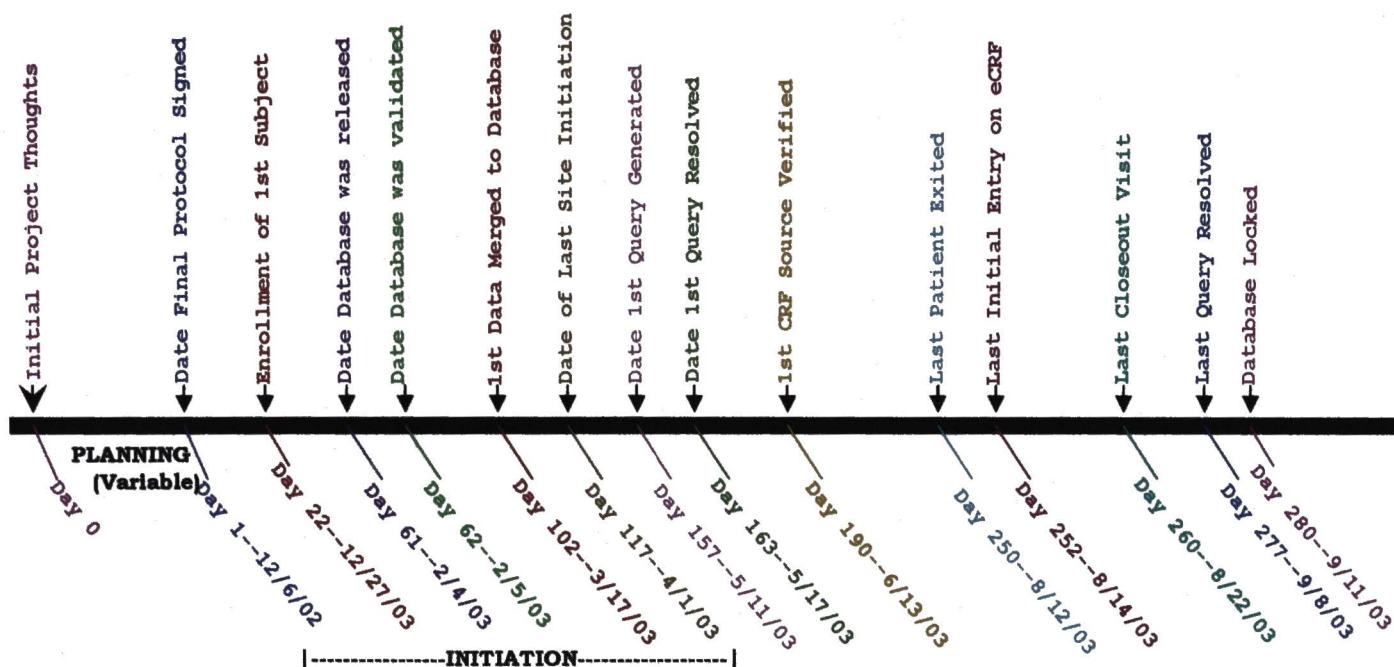 Initial Project Thoughts
Date Final Protocol Signed
Enrollment of 1st Subject
Date Database was released
Date Database was validated
1st Data Merged to Database
Date of Last Site Initiation
Date 1st Query Generated
Date 1st Query Resolved
1st CRF Source Verified
Last Patient Exited
Last Initial Entry on eCRF
Last Closeout Visit
Last Query Resolved
Database Locked
PLANNING
(Variable)
Day 0
Day 1--12/6/02
Day 22--12/27/03
Day 61--2/4/03
Day 62--2/5/03
Day 102--3/17/03
Day 117--4/1/03
Day 157--5/11/03
Day 163--5/17/03
Day 190--6/13/03
Day 250--8/12/03
Day 252--8/14/03
Day 260--8/22/03
Day 277--9/8/03
Day 280--9/11/03
|-----------------INITIATION------------------|